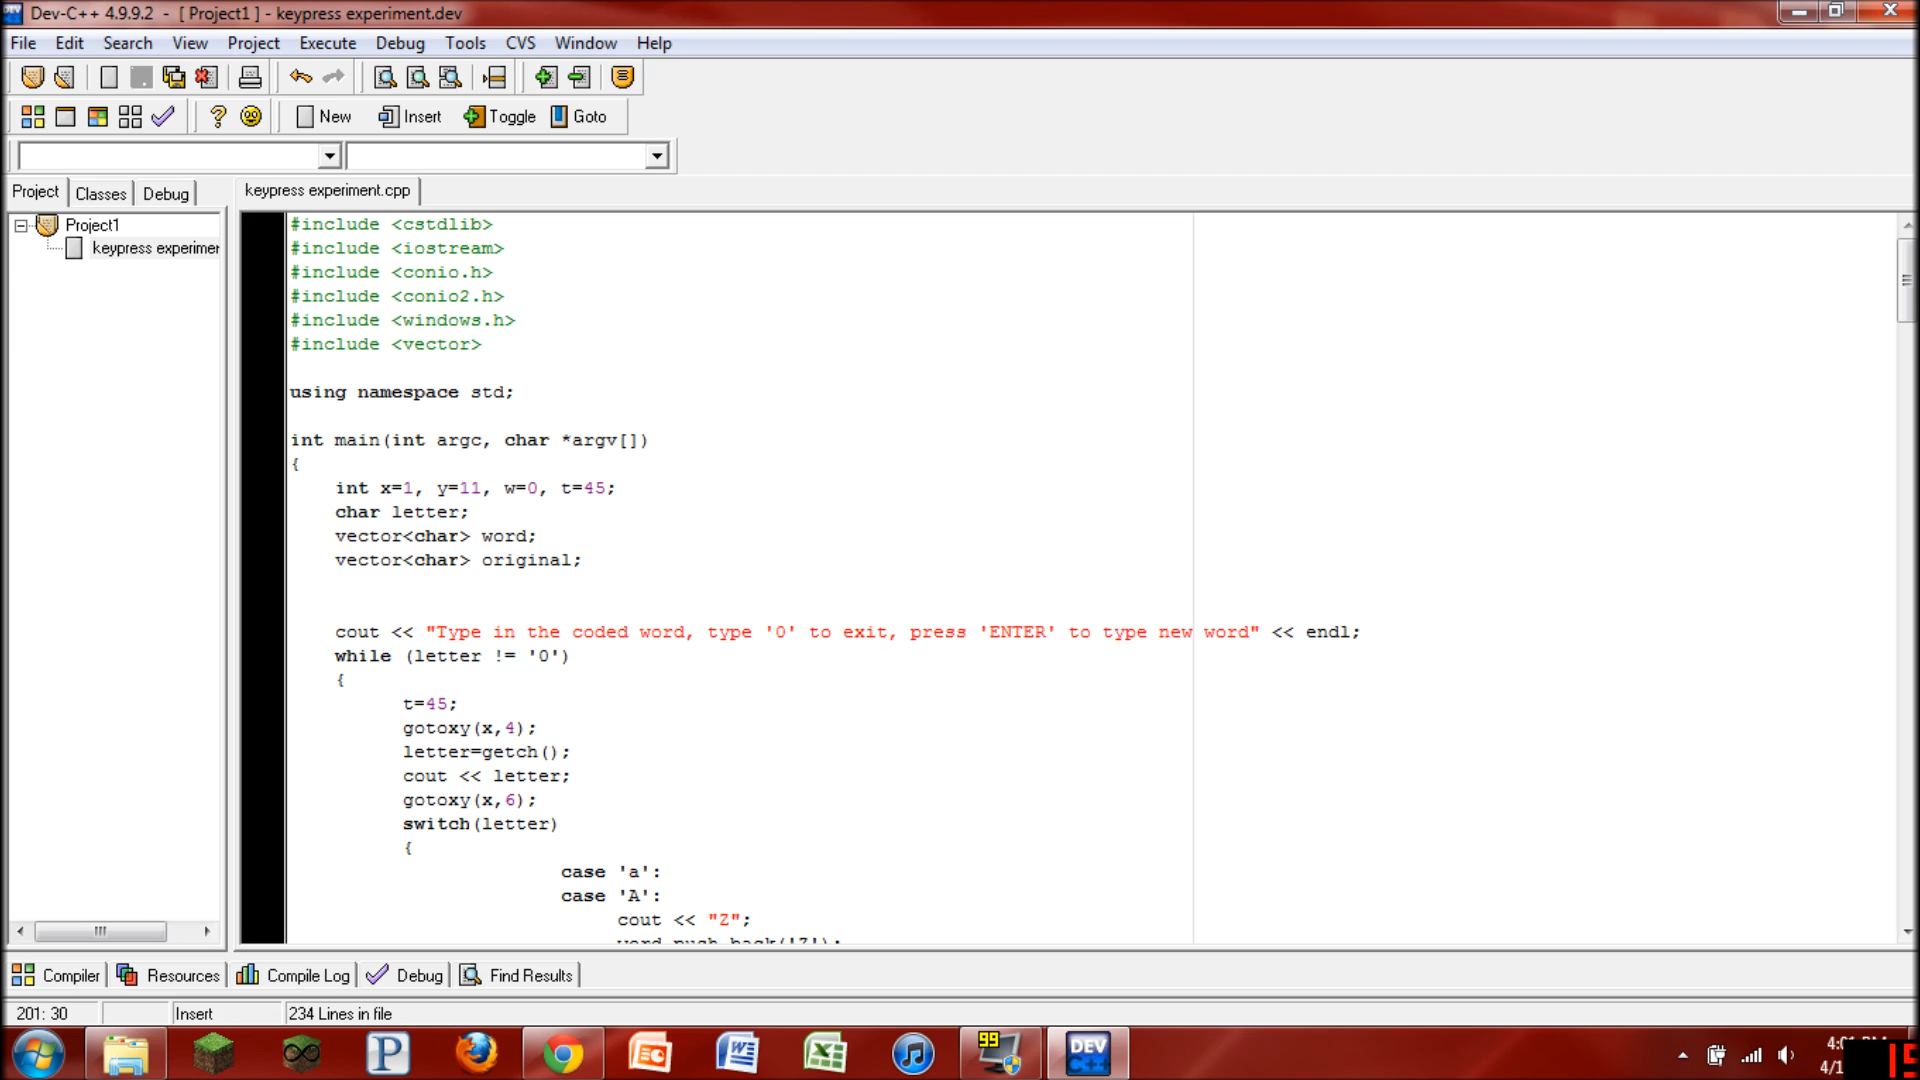 Dev-C++ 4.9.9.2 - [ Project1 ] - keypress experiment.dev
File Edit Search View Project Execute Debug Tools CVS Window Help
New Insert Toggle Goto
Project Classes Debug
keypress experiment.cpp
Project1
keypress experimer
#include <cstdlib>
#include <iostream>
#include <conio.h>
#include <conio2.h>
#include <windows.h>
#include <vector>
using namespace std;
int main(int argc, char *argv[])
{
int x=1, y=11, w=0, t=45;
char letter;
vector<char> word;
vector<char> original;
cout << "Type in the coded word, type '0' to exit, press 'ENTER' to type new word" << endl;
while (letter != '0')
{
t=45;
gotoxy(x,4);
letter=getch();
cout << letter;
gotoxy(x,6);
switch(letter)
{
case 'a':
case 'A':
cout << "Z";
word.push_back('Z');
Compiler Resources Compile Log Debug Find Results
201: 30 Insert 234 Lines in file
99
DEV C++